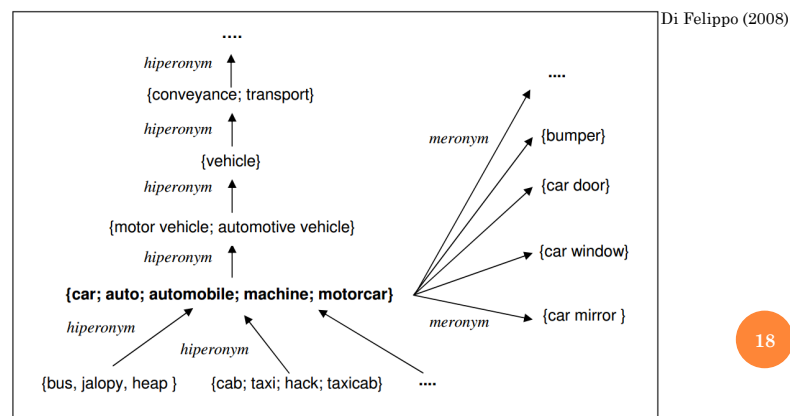 Di Felippo (2008)
....
hiperonym
{conveyance; transport}
hiperonym
{vehicle}
hiperonym
{motor vehicle; automotive vehicle}
hiperonym
{car; auto; automobile; machine; motorcar}
hiperonym
hiperonym
{bus, jalopy, heap }
{cab; taxi; hack; taxicab}
....
....
meronym
{bumper}
{car door}
{car window}
meronym
{car mirror }
18